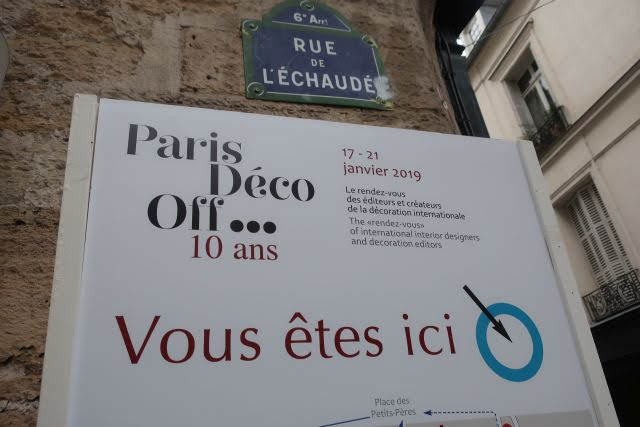 6e Arrt
RUE
DE
L'ÉCHAUDÉ
Paris
Déco
Off...
10 ans
17 - 21
janvier 2019
Le rendez-vous
des éditeurs et créateurs
de la décoration internationale
The «rendez-vous»
of international interior designers
and decoration editors
Vous êtes ici
Place des
Petits-Pères